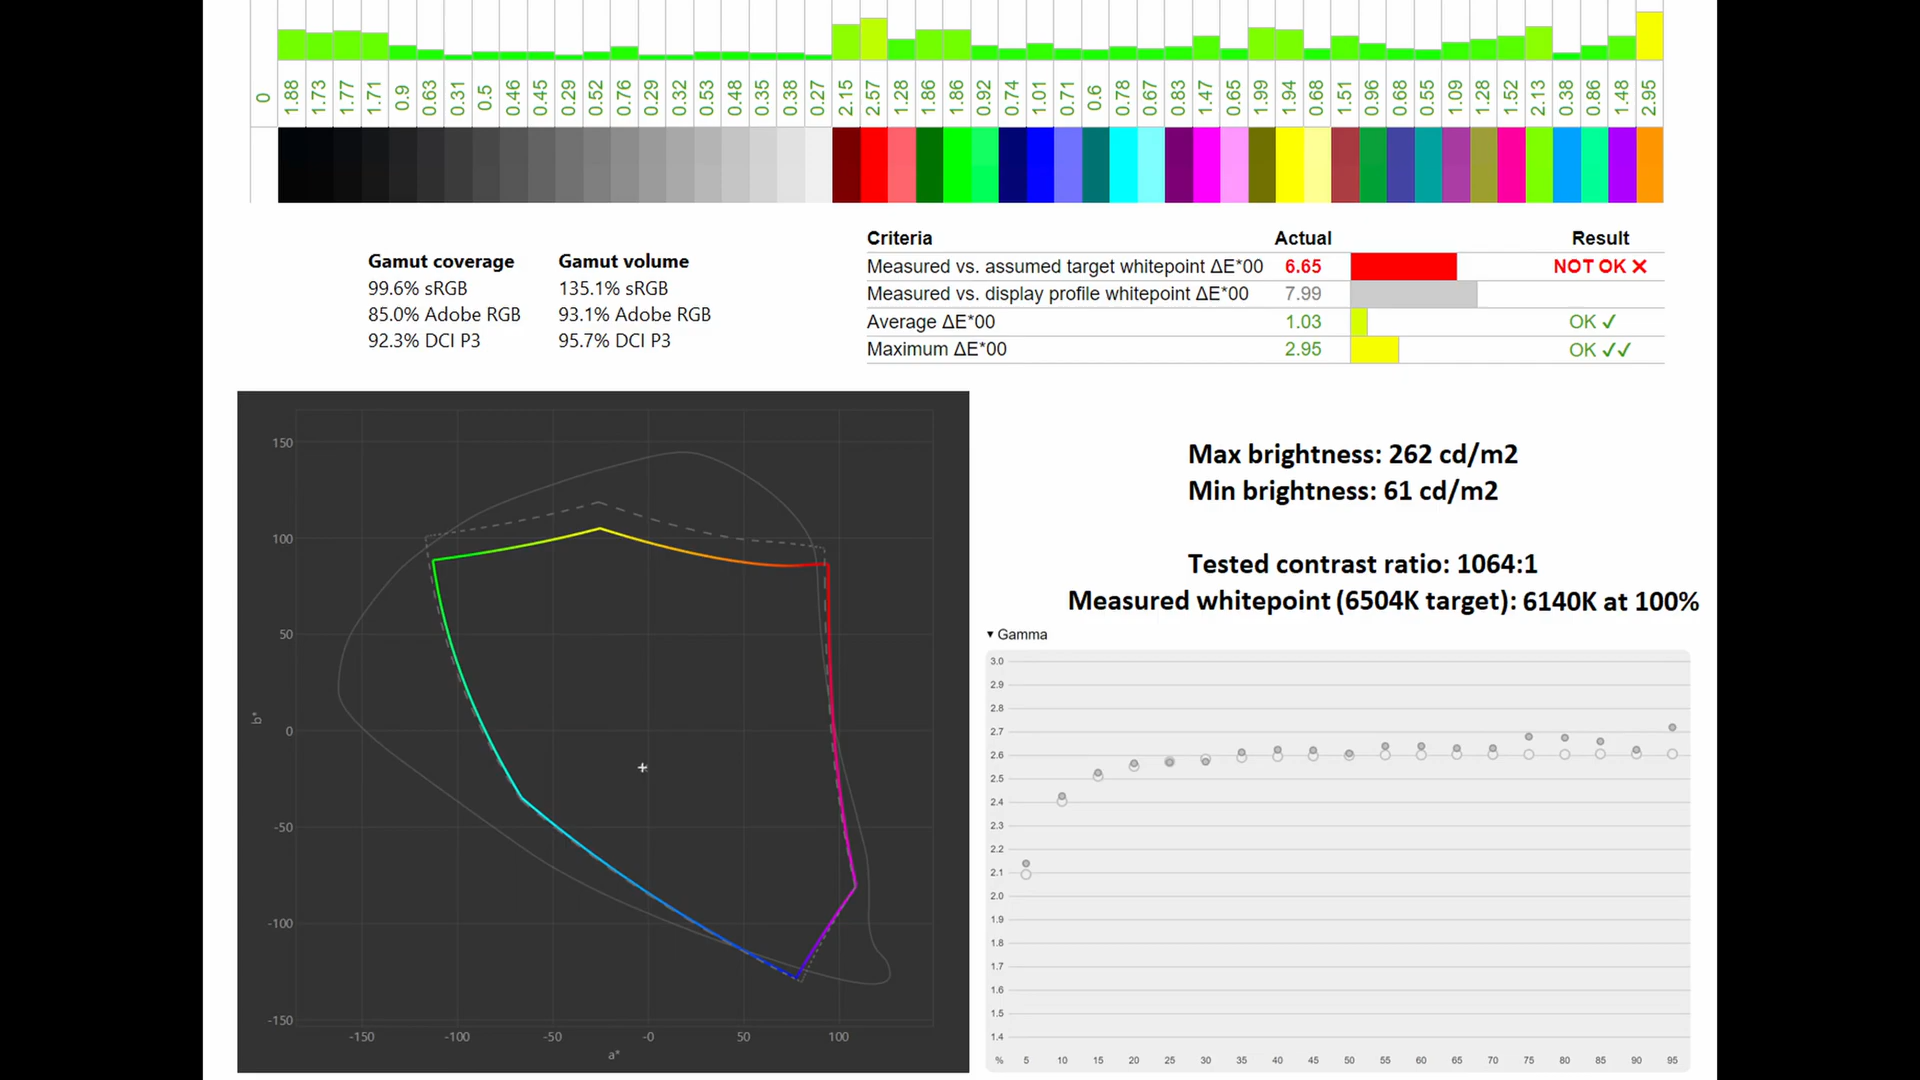 0 1.88 1.73 1.77 1.71 0.9 0.63 0.31 0.5 0.46 0.45 0.29 0.52 0.76 0.29 0.32 0.53 0.48 0.35 0.38 0.27 2.15 2.57 1.28 1.86 1.86 0.92 0.74 1.01 0.71 0.6 0.78 0.67 0.83 1.47 0.65 1.99 1.94 0.68 1.51 0.96 0.68 0.55 1.09 1.28 1.52 2.13 0.38 0.86 1.48 2.95
Gamut coverage
99.6% sRGB
85.0% Adobe RGB
92.3% DCI P3
Gamut volume
135.1% sRGB
93.1% Adobe RGB
95.7% DCI P3
Criteria Actual Result
Measured vs. assumed target whitepoint ΔE*00 6.65 NOT OK ✕
Measured vs. display profile whitepoint ΔE*00 7.99
Average ΔE*00 1.03 OK ✓
Maximum ΔE*00 2.95 OK ✓✓
150
100
50
0
-50
-100
-150
b*
-150 -100 -50 -0 50 100
a*
Max brightness: 262 cd/m2
Min brightness: 61 cd/m2
Tested contrast ratio: 1064:1
Measured whitepoint (6504K target): 6140K at 100%
▾ Gamma
3.0
2.9
2.8
2.7
2.6
2.5
2.4
2.3
2.2
2.1
2.0
1.9
1.8
1.7
1.6
1.5
1.4
% 5 10 15 20 25 30 35 40 45 50 55 60 65 70 75 80 85 90 95